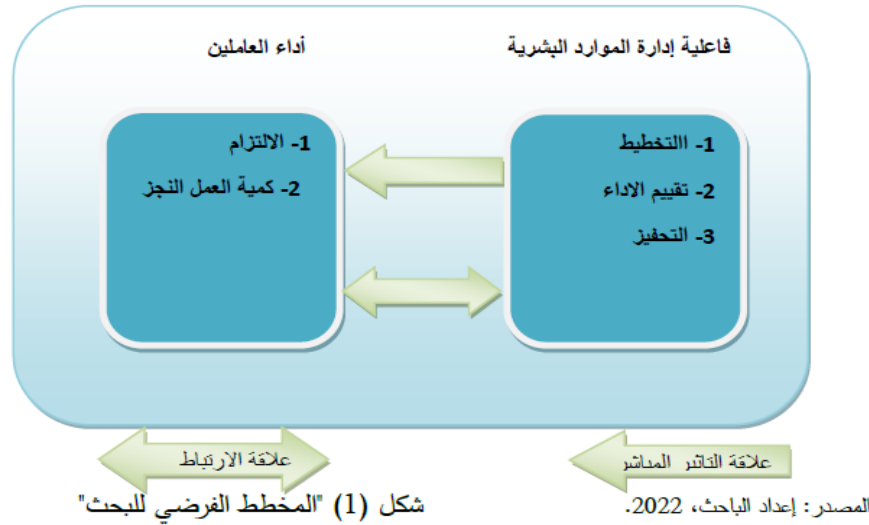 فاعلية إدارة الموارد البشرية
أداء العاملين
1- االتخطيط
2- تقييم الاداء
3- التحفيز
1- الالتزام
2- كمية العمل النجز
علاقة التاثير المباشر
علاقة الارتباط
شكل (1) "المخطط الفرضي للبحث"
المصدر: إعداد الباحث، 2022.